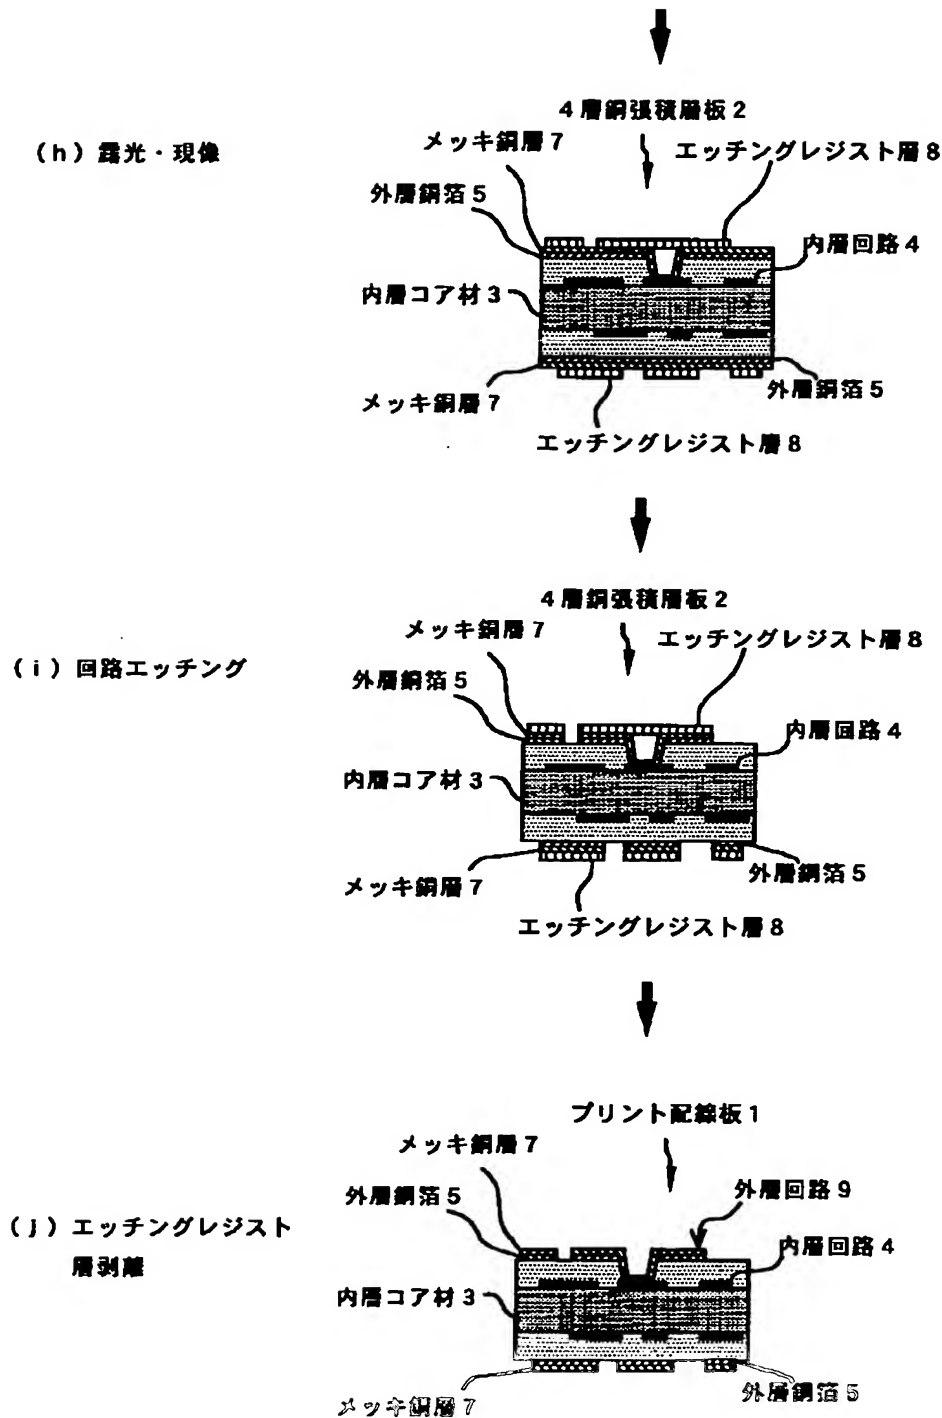 4層銅張積層板2
(h)露光・現像
メッキ銅層7
エッチングレジスト層8
外層銅箔5
内層回路4
内層コア材3
メッキ銅層7
外層銅箔5
エッチングレジスト層8
4層銅張積層板2
メッキ銅層7
エッチングレジスト層8
(i)回路エッチング
外層銅箔5
内層回路4
内層コア材3
メッキ銅層7
外層銅箔5
エッチングレジスト層8
プリント配線板1
メッキ銅層7
外層銅箔5
外層回路9
(j)エッチングレジスト
層剥離
内層回路4
内層コア材3
メッキ銅層7
外層銅箔5